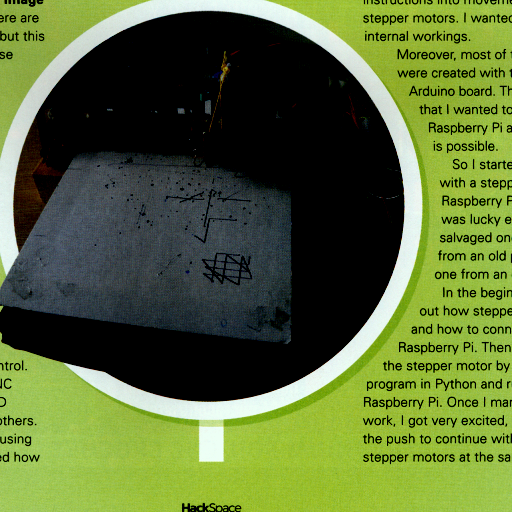 Image
ere are
but this
se
ntrol.
NC
D
others.
using
ed how
instructions into moveme
stepper motors. I wanted
internal workings.
Moreover, most of t
were created with t
Arduino board. Th
that I wanted to
Raspberry Pi a
is possible.
So I starte
with a stepp
Raspberry P
was lucky e
salvaged on
from an old p
one from an
In the begin
out how steppe
and how to conn
Raspberry Pi. Then
the stepper motor by
program in Python and r
Raspberry Pi. Once I mar
work, I got very excited,
the push to continue with
stepper motors at the sa
HackSpace